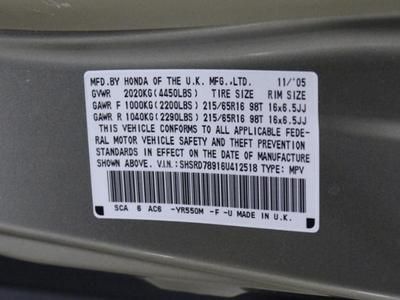 MFD.BY HONDA OF THE U.K. MFG.,LTD. 11/'05
GVWR 2020KG(4450LBS) TIRE SIZE RIM SIZE
GAWR F 1000KG(2200LBS) 215/65R16 98T 16x6.5JJ
GAWR R 1040KG(2290LBS) 215/65R16 98T 16x6.5JJ
THIS VEHICLE CONFORMS TO ALL APPLICABLE FEDE-
RAL MOTOR VEHICLE SAFETY AND THEFT PREVENTION
STANDARDS IN EFFECT ON THE DATE OF MANUFACTURE
SHOWN ABOVE. V.I.N.:SHSRD78916U412518 TYPE: MPV
SCA 6 AC6 -YR550M -F -U MADE IN U.K.